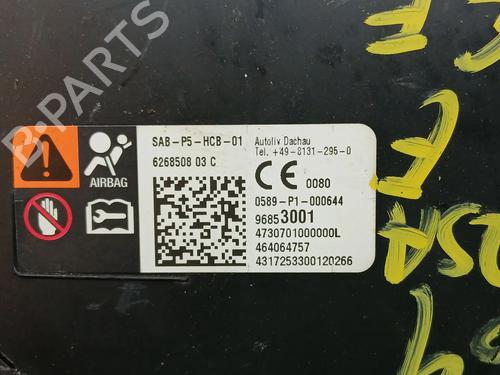 SAB-P5-HCB-01
Autoliv Dachau
Tel. +49-8131-295-0
6268508 03 C
AIRBAG
CE 0080
0589-P1-000644
96853001
4730701000000L
464064757
4317253300120266
B-PARTS